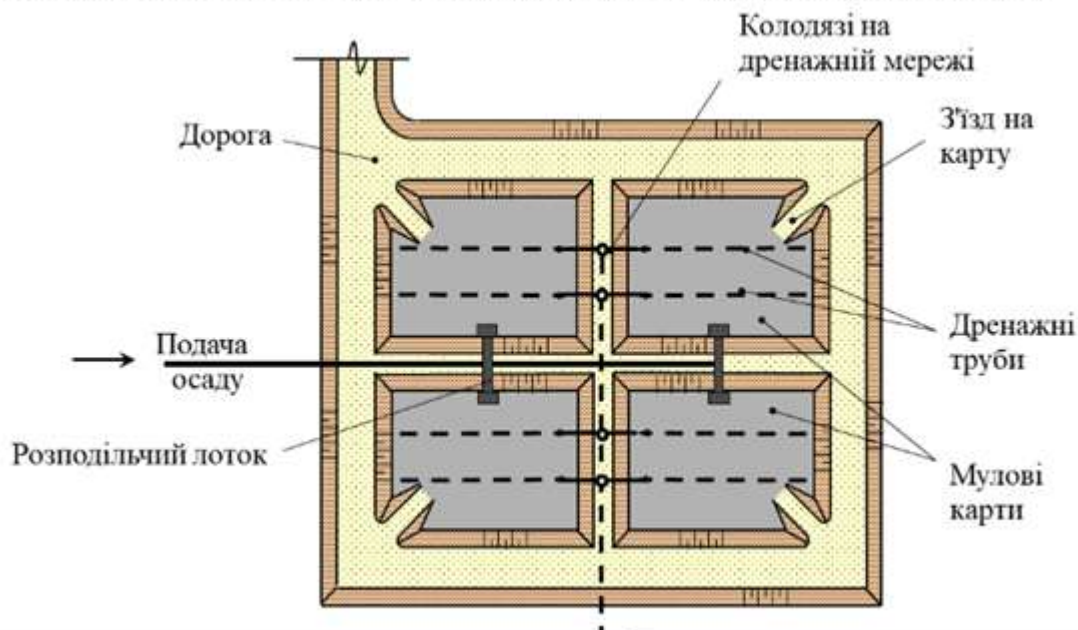 Колодязі на
дренажній мережі
Дорога
З'їзд на
карту
Подача
осаду
Дренажні
труби
Розподільчий лоток
Мулові
карти